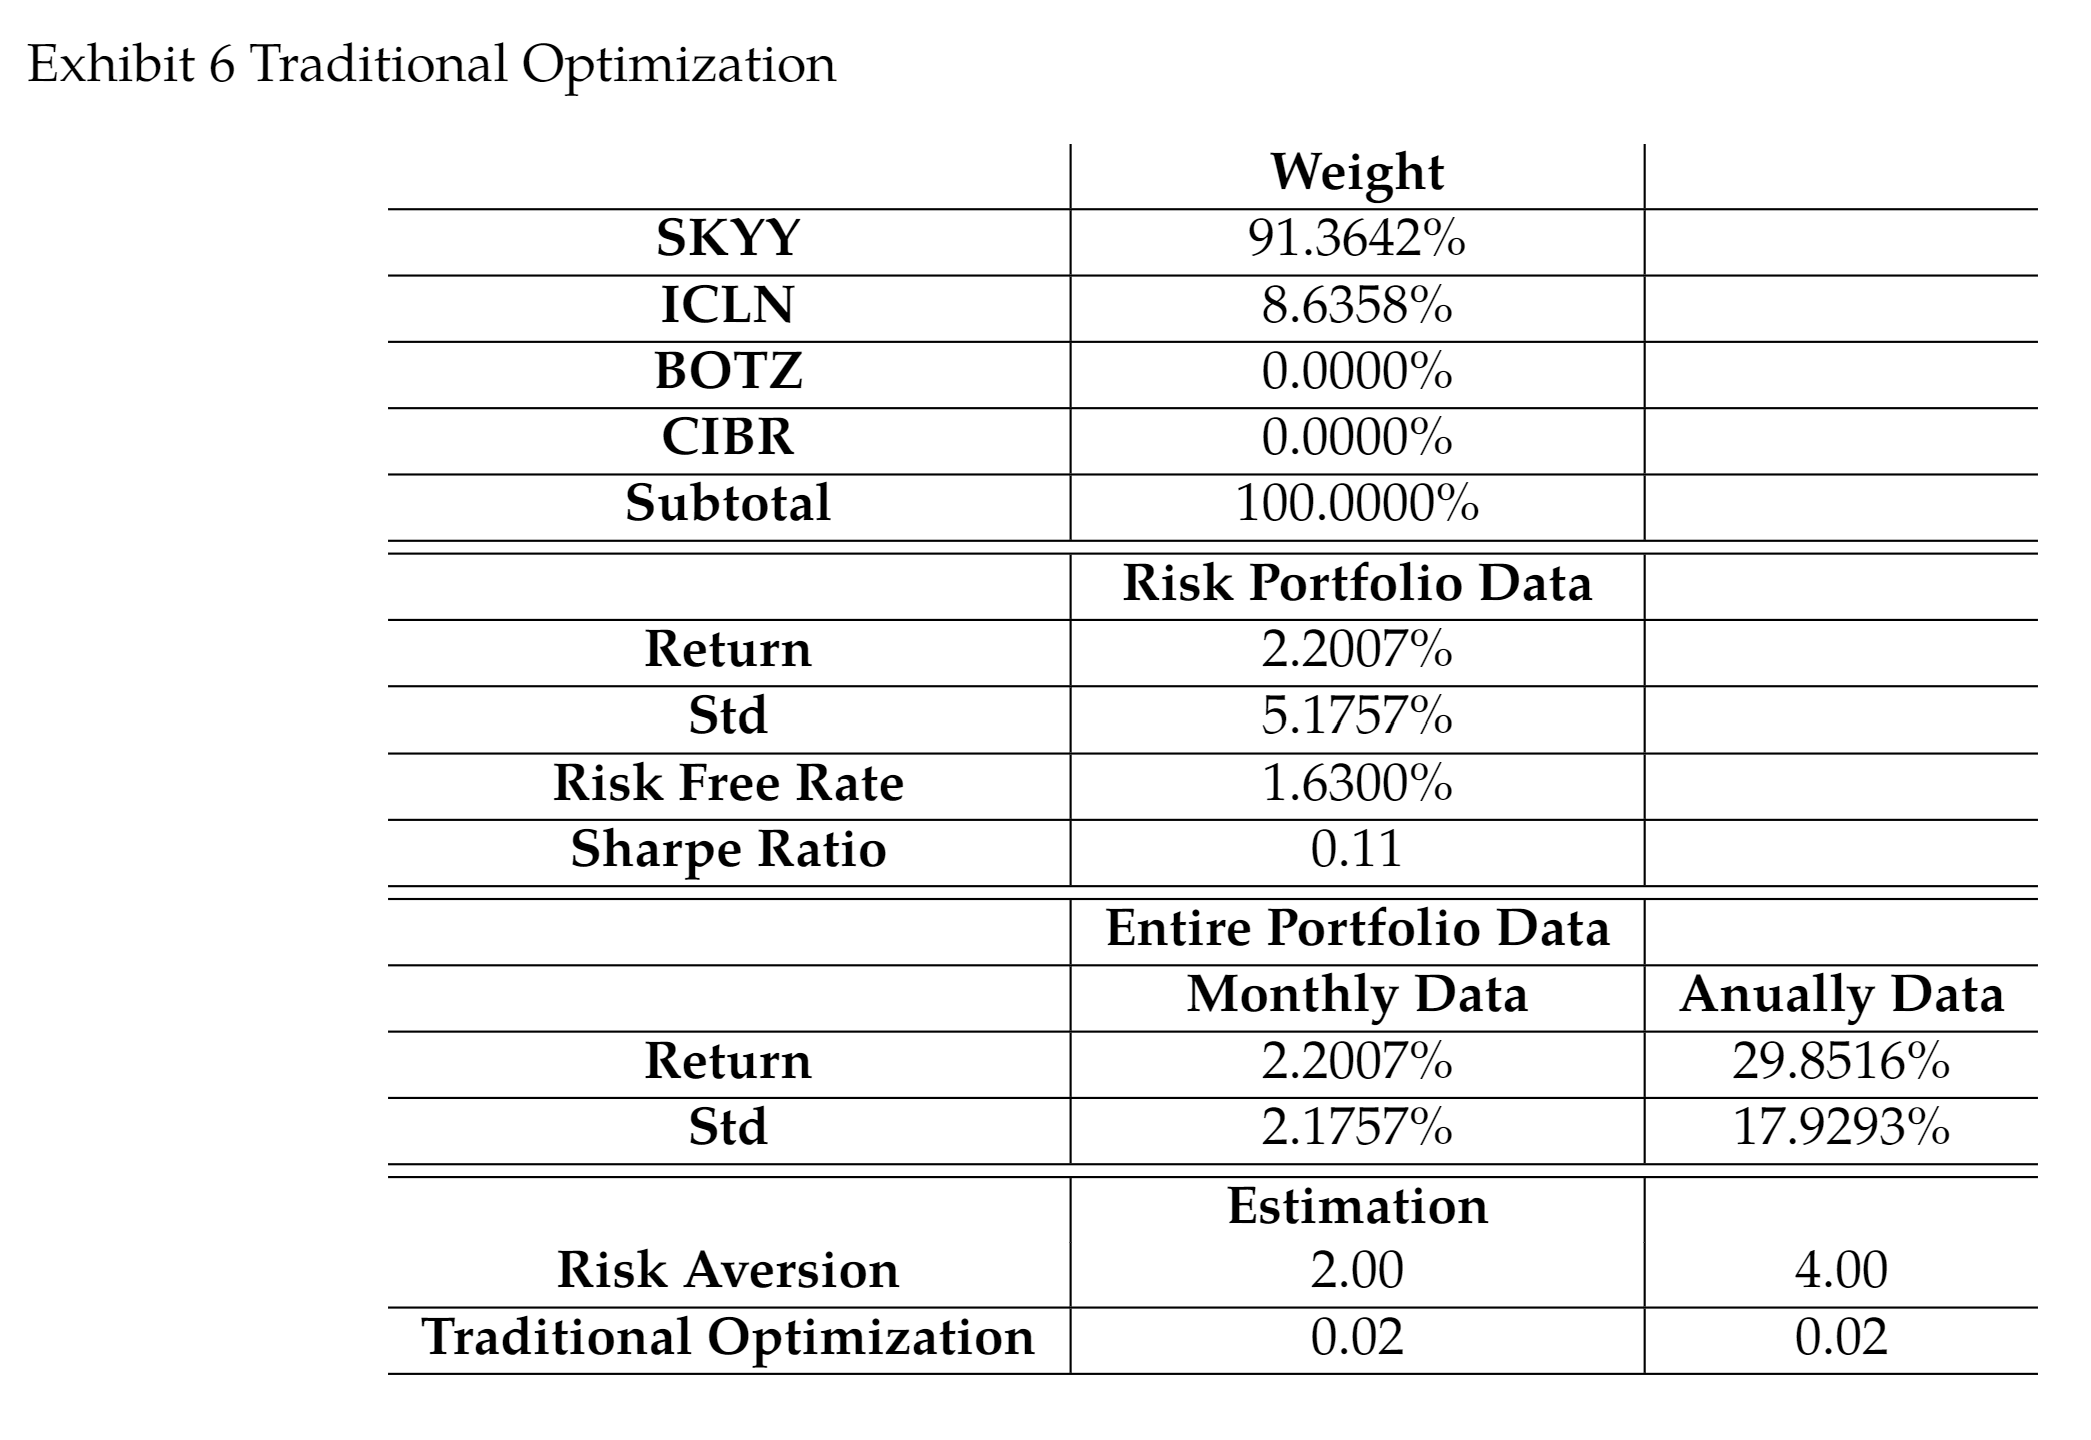 Exhibit 6 Traditional Optimization
Weight
SKYY 91.3642%
ICLN 8.6358%
BOTZ 0.0000%
CIBR 0.0000%
Subtotal 100.0000%
Risk Portfolio Data
Return 2.2007%
Std 5.1757%
Risk Free Rate 1.6300%
Sharpe Ratio 0.11
Entire Portfolio Data
Monthly Data Anually Data
Return 2.2007% 29.8516%
Std 2.1757% 17.9293%
Estimation
Risk Aversion 2.00 4.00
Traditional Optimization 0.02 0.02